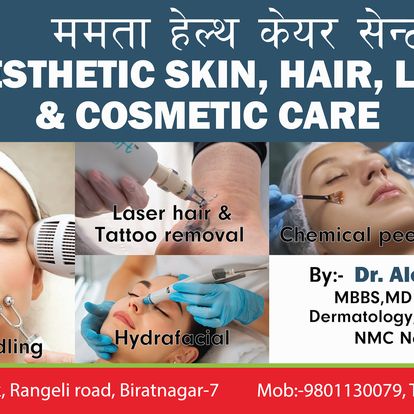 ममता हेल्थ केयर सेन्ट
ESTHETIC SKIN, HAIR, L
& COSMETIC CARE
Laser hair &
Tattoo removal
Chemical pee
dling
Hydrafacial
By:- Dr. Al
MBBS,MD
Dermatology,
NMC N
, Rangeli road, Biratnagar-7 Mob:-9801130079, T